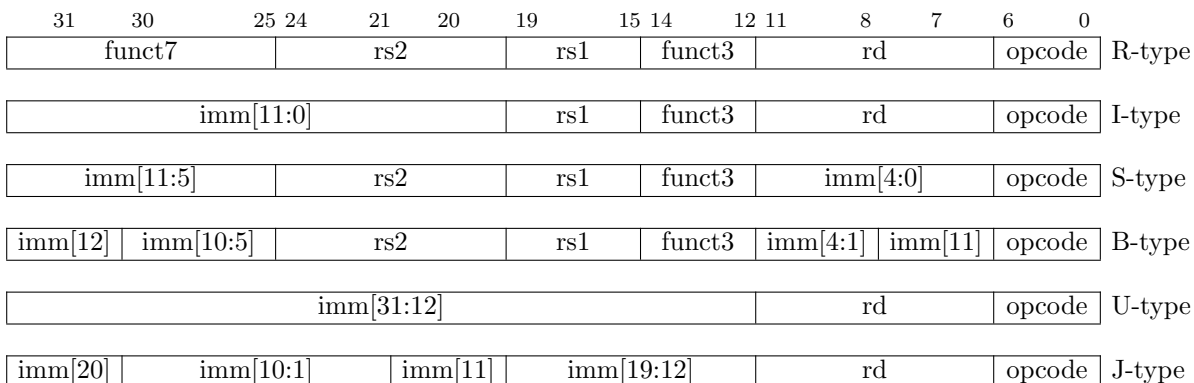 31 30 25 24 21 20 19 15 14 12 11 8 7 6 0
funct7 rs2 rs1 funct3 rd opcode R-type
imm[11:0] rs1 funct3 rd opcode I-type
imm[11:5] rs2 rs1 funct3 imm[4:0] opcode S-type
imm[12] imm[10:5] rs2 rs1 funct3 imm[4:1] imm[11] opcode B-type
imm[31:12] rd opcode U-type
imm[20] imm[10:1] imm[11] imm[19:12] rd opcode J-type